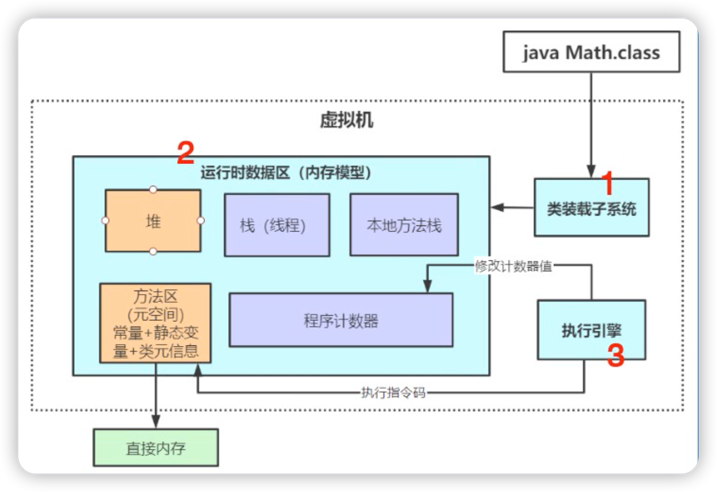 java Math.class
虚拟机
2
运行时数据区（内存模型）
1
类装载子系统
堆
栈（线程）
本地方法栈
修改计数器值
方法区
(元空间)
常量+静态变
量+类元信息
程序计数器
执行引擎
3
执行指令码
直接内存